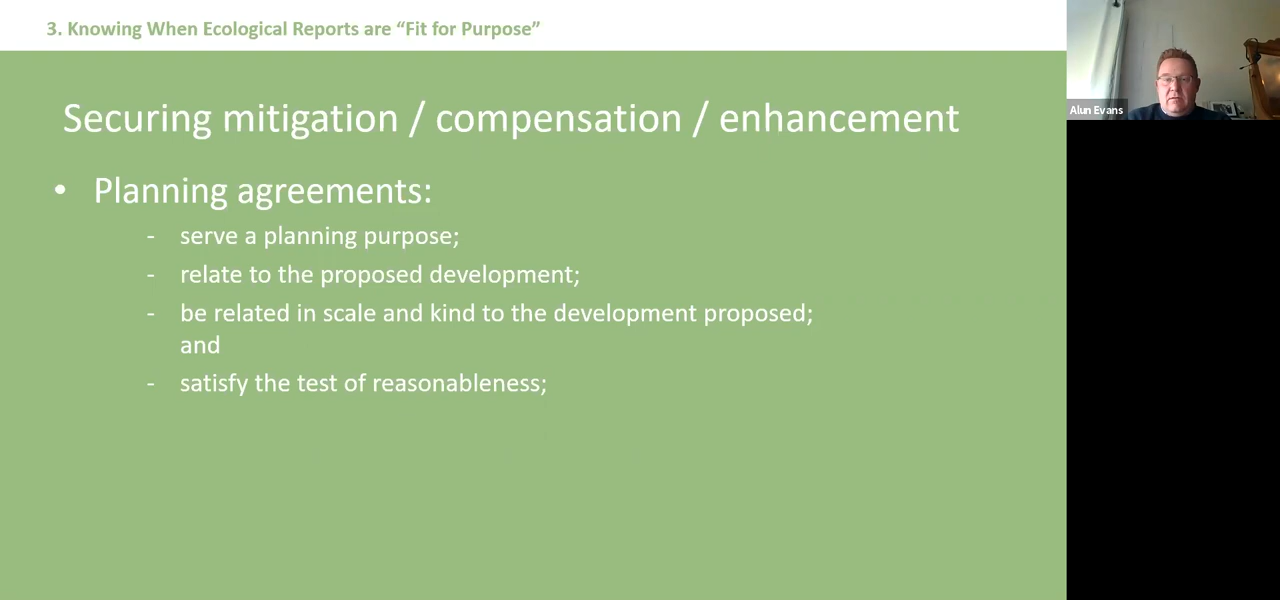 3. Knowing When Ecological Reports are “Fit for Purpose”
Alun Evans
Securing mitigation / compensation / enhancement
• Planning agreements:
- serve a planning purpose;
- relate to the proposed development;
- be related in scale and kind to the development proposed;
and
- satisfy the test of reasonableness;